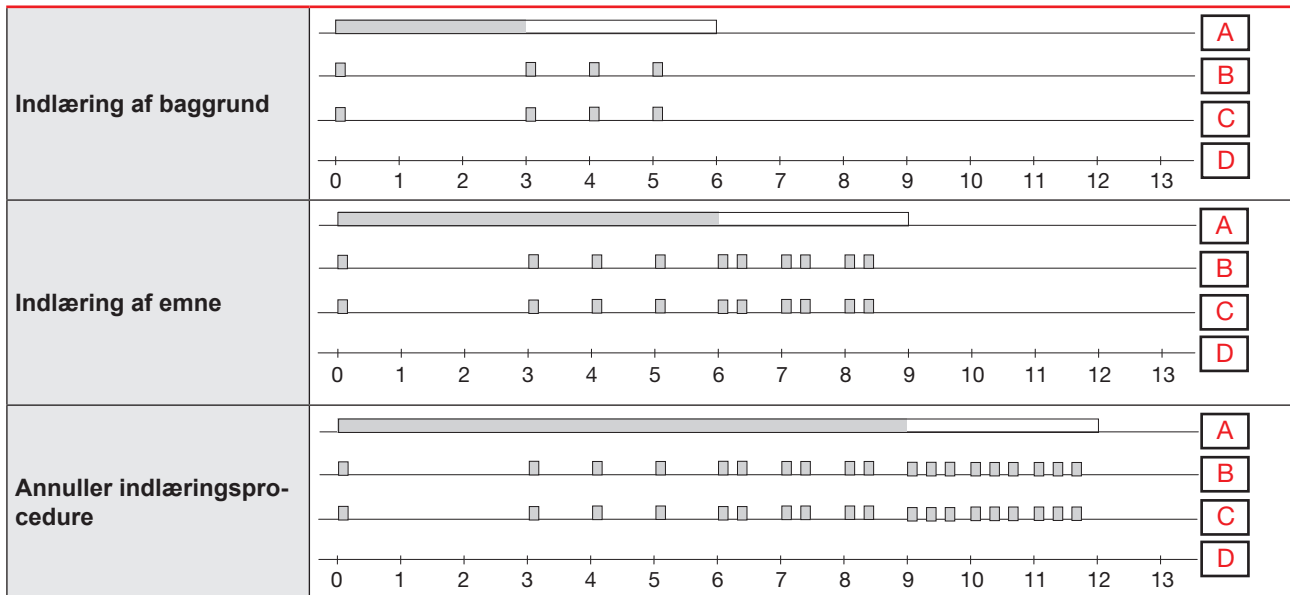 Indlæring af baggrund
A
B
C
D
0 1 2 3 4 5 6 7 8 9 10 11 12 13
Indlæring af emne
A
B
C
D
0 1 2 3 4 5 6 7 8 9 10 11 12 13
Annuller indlæringspro-
cedure
A
B
C
D
0 1 2 3 4 5 6 7 8 9 10 11 12 13